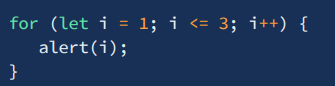 for (let i = 1; i <= 3; i++) {
   alert(i);
}